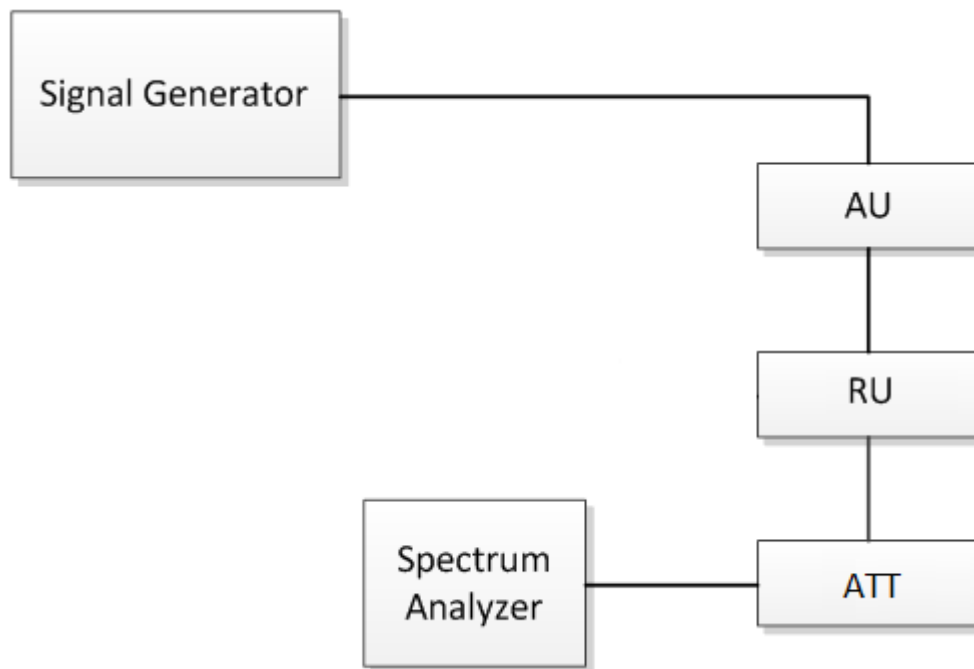 Signal Generator
AU
RU
Spectrum
Analyzer
ATT